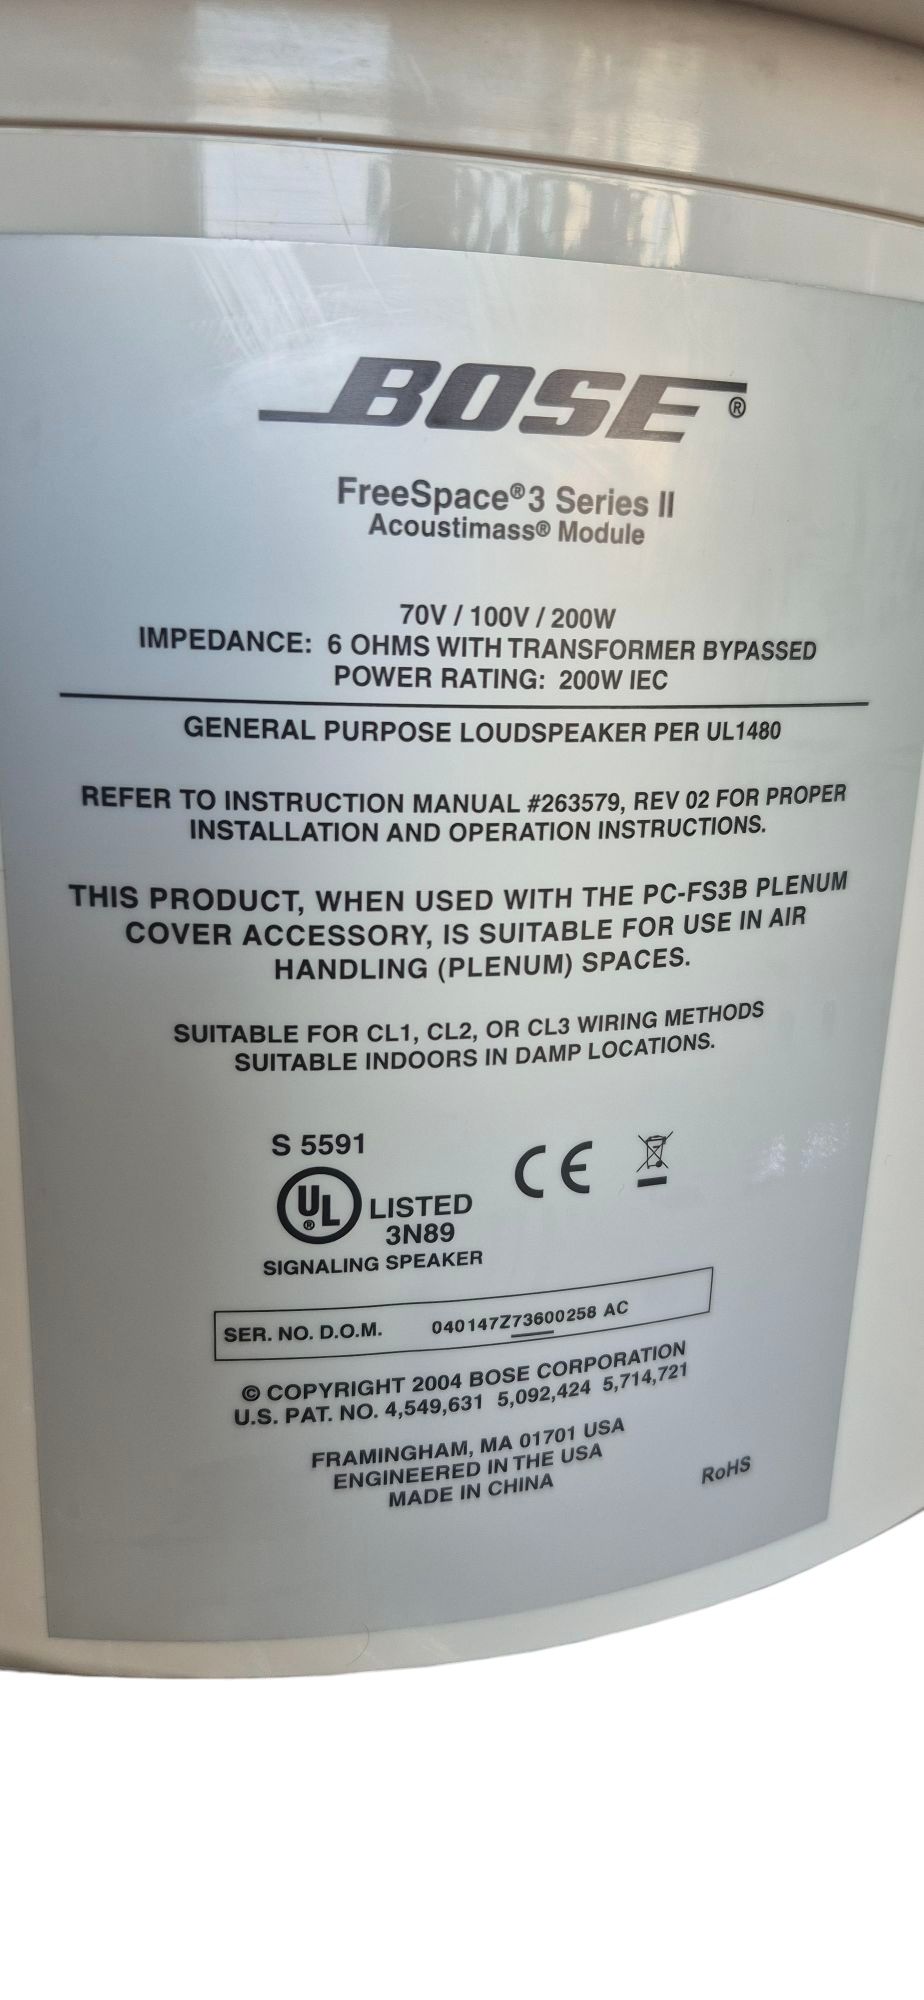 BOSE®
FreeSpace®3 Series II
Acoustimass® Module
70V / 100V / 200W
IMPEDANCE: 6 OHMS WITH TRANSFORMER BYPASSED
POWER RATING: 200W IEC
GENERAL PURPOSE LOUDSPEAKER PER UL1480
REFER TO INSTRUCTION MANUAL #263579, REV 02 FOR PROPER
INSTALLATION AND OPERATION INSTRUCTIONS.
THIS PRODUCT, WHEN USED WITH THE PC-FS3B PLENUM
COVER ACCESSORY, IS SUITABLE FOR USE IN AIR
HANDLING (PLENUM) SPACES.
SUITABLE FOR CL1, CL2, OR CL3 WIRING METHODS
SUITABLE INDOORS IN DAMP LOCATIONS.
S 5591
UL® LISTED
3N89
SIGNALING SPEAKER
CE
SER. NO. D.O.M. 040147Z73600258 AC
© COPYRIGHT 2004 BOSE CORPORATION
U.S. PAT. NO. 4,549,631 5,092,424 5,714,721
FRAMINGHAM, MA 01701 USA
ENGINEERED IN THE USA
MADE IN CHINA
RoHS